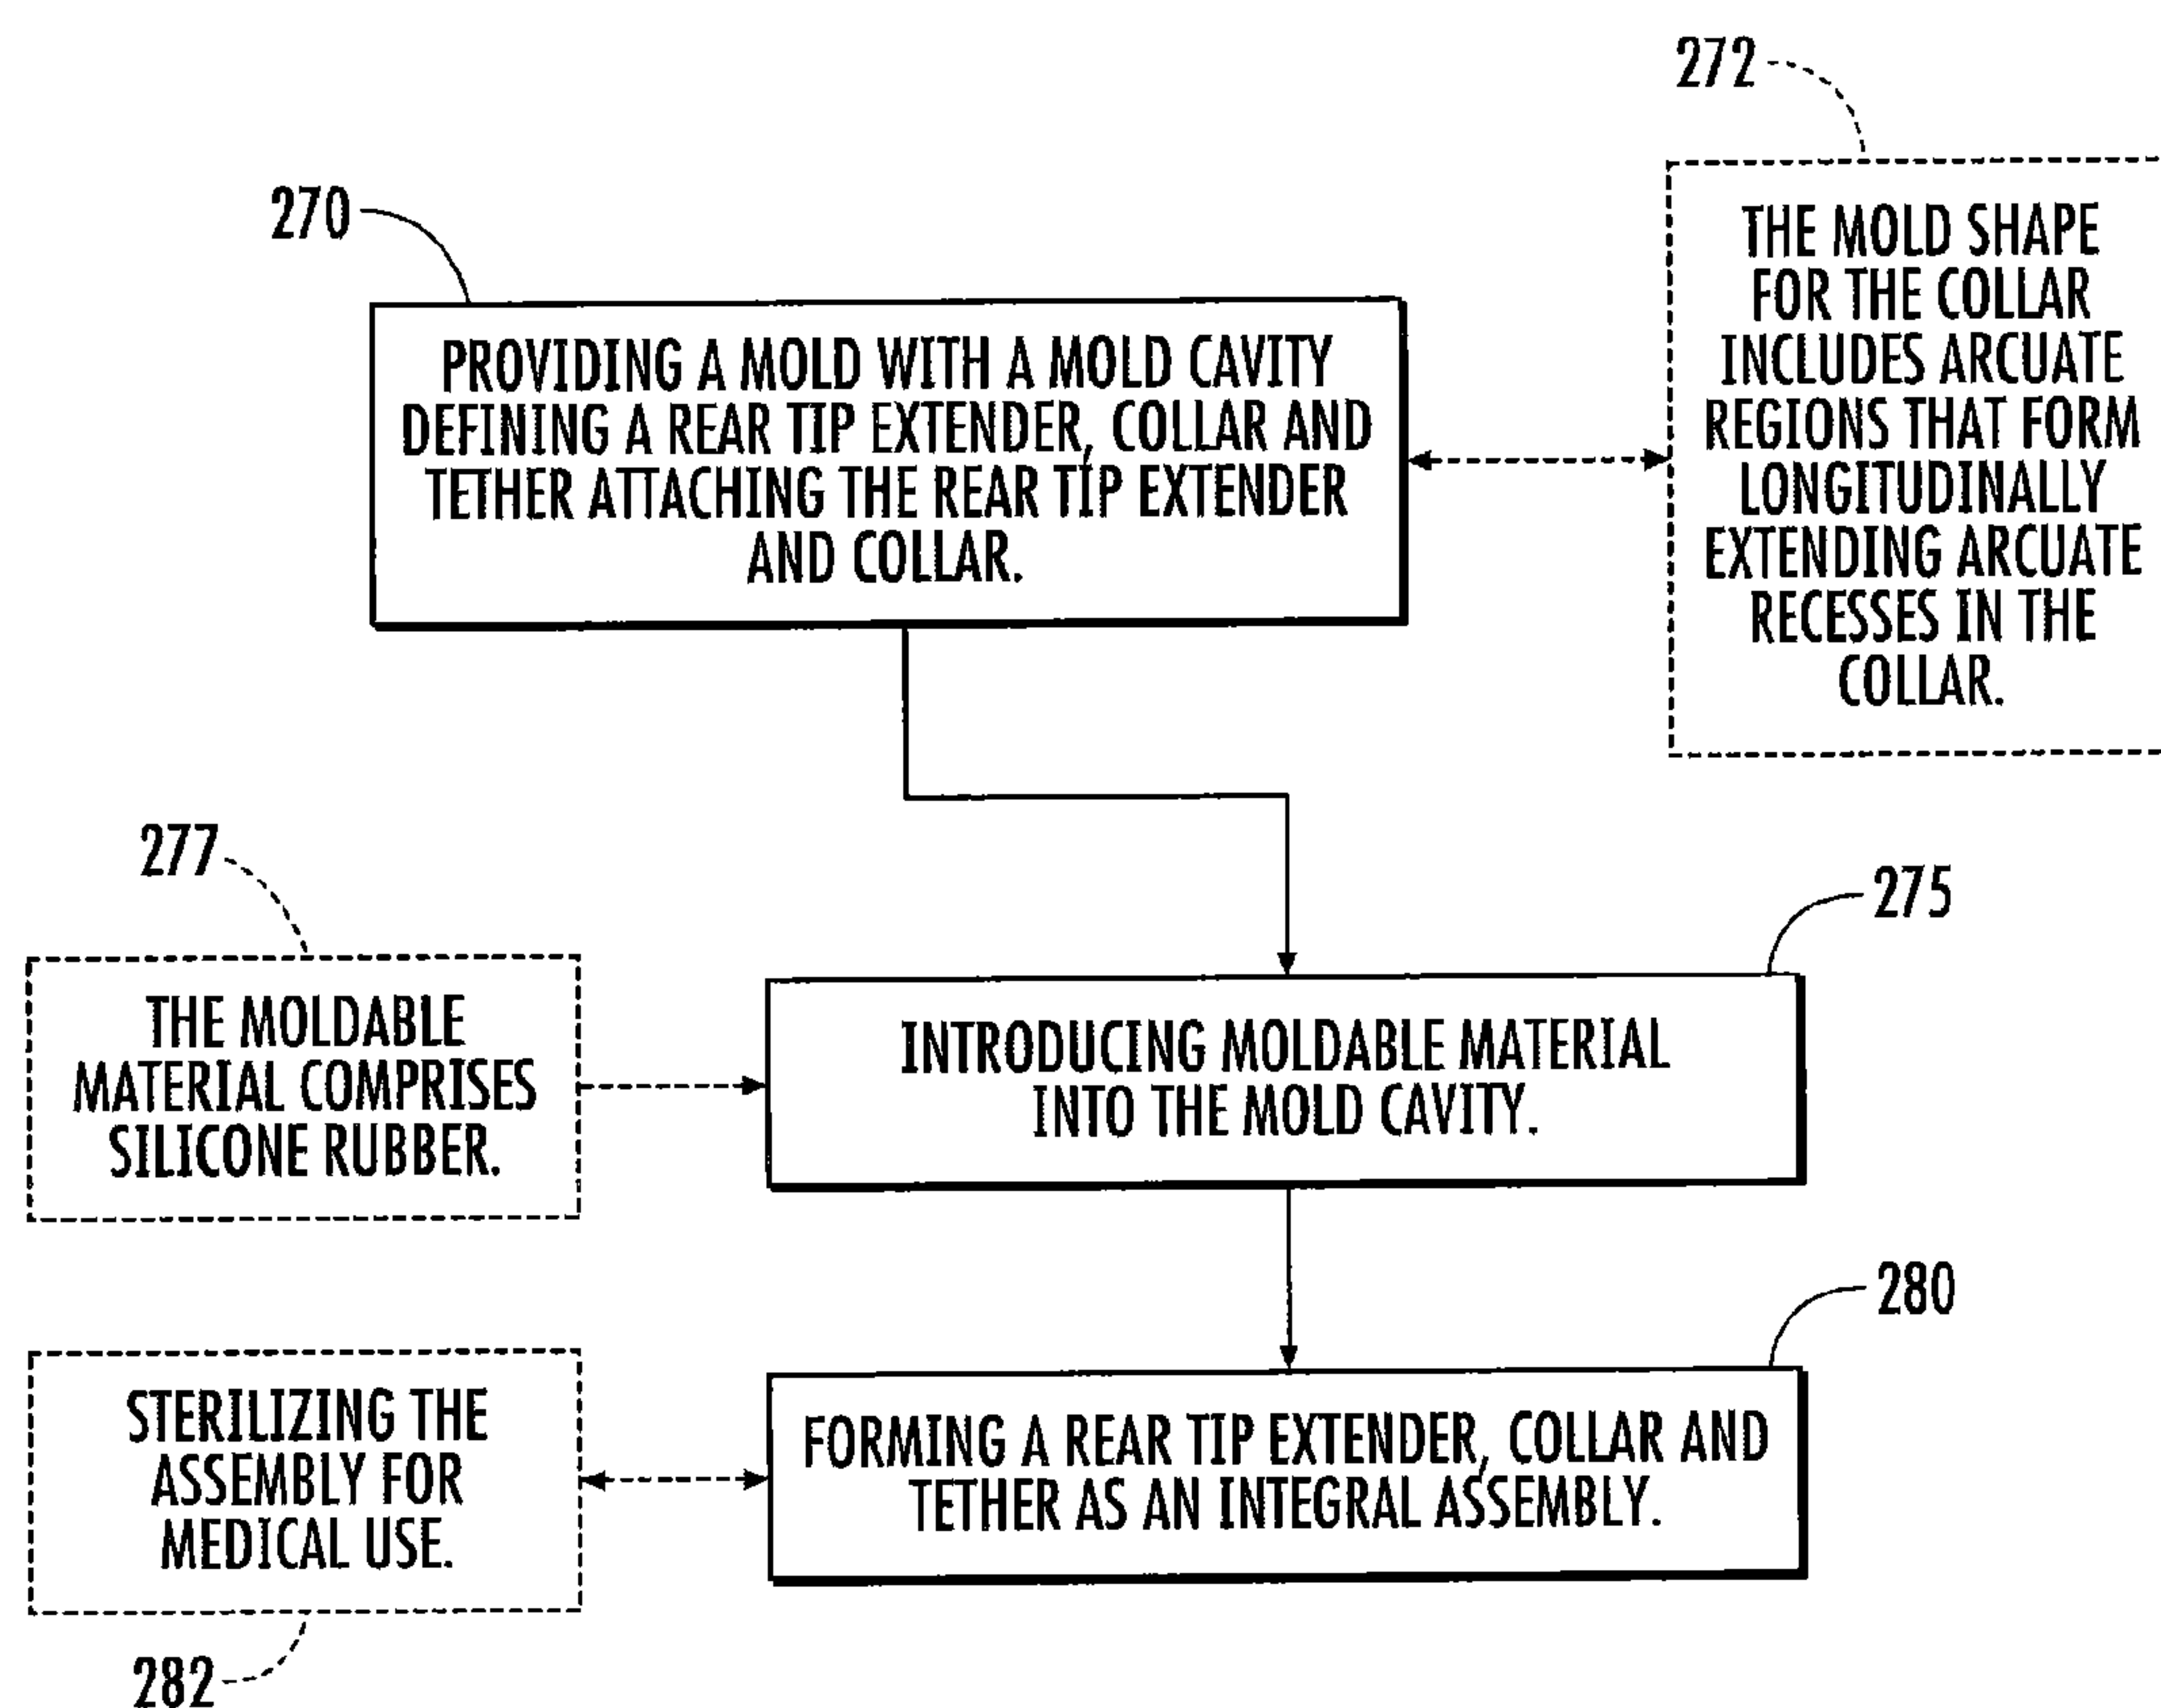 272
270
THE MOLD SHAPE
FOR THE COLLAR
INCLUDES ARCUATE
REGIONS THAT FORM
LONGITUDINALLY
EXTENDING ARCUATE
RECESSES IN THE
COLLAR.
PROVIDING A MOLD WITH A MOLD CAVITY
DEFINING A REAR TIP EXTENDER, COLLAR AND
TETHER ATTACHING THE REAR TIP EXTENDER
AND COLLAR.
277
275
THE MOLDABLE
MATERIAL COMPRISES
SILICONE RUBBER.
INTRODUCING MOLDABLE MATERIAL
INTO THE MOLD CAVITY.
280
STERILIZING THE
ASSEMBLY FOR
MEDICAL USE.
FORMING A REAR TIP EXTENDER, COLLAR AND
TETHER AS AN INTEGRAL ASSEMBLY.
282